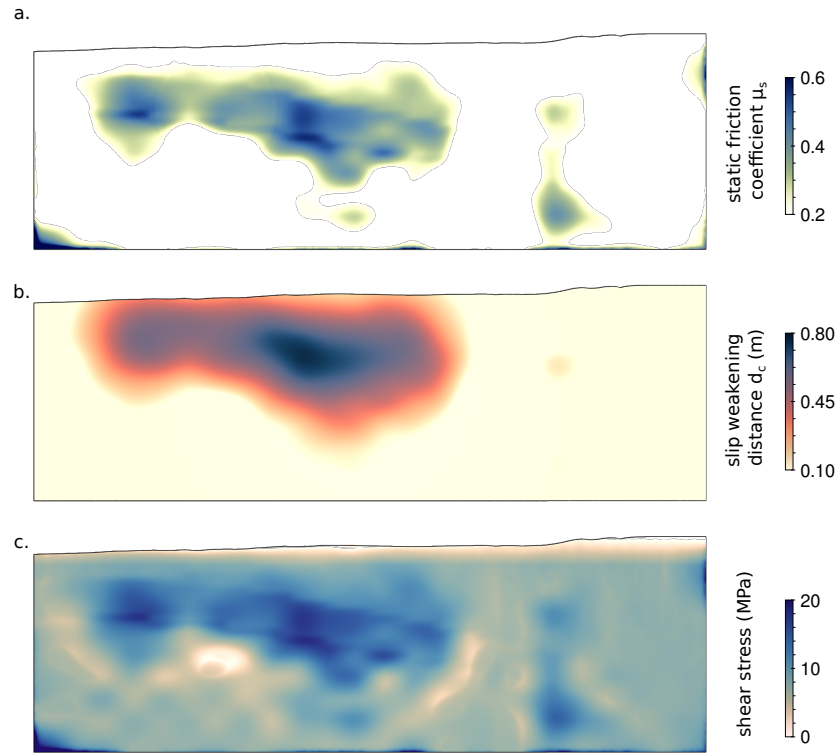 a.
0.6
0.4
0.2
static friction
coefficient μs
b.
0.80
0.45
0.10
slip weakening
distance dc (m)
c.
20
10
0
shear stress (MPa)